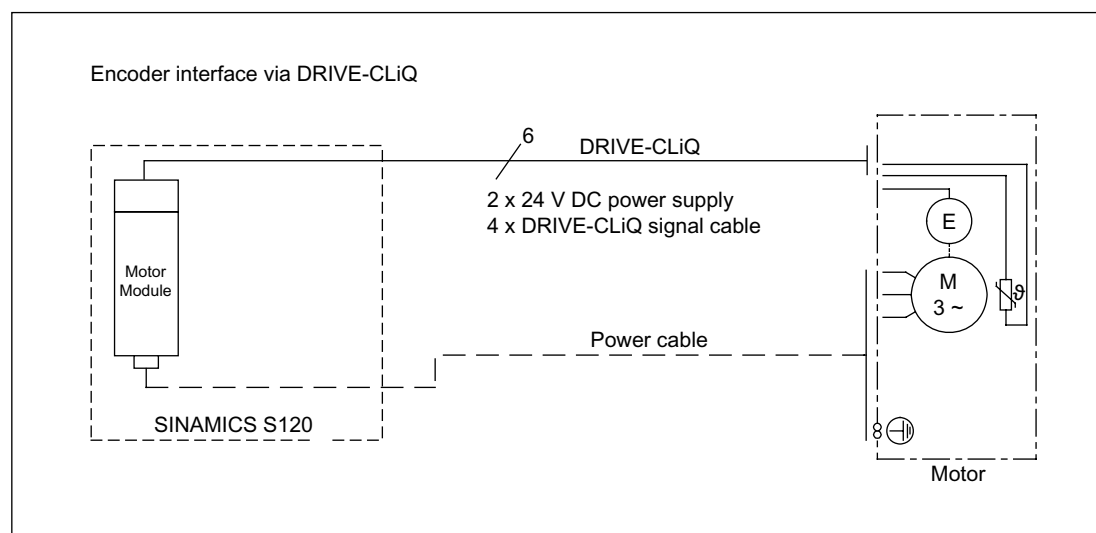 Encoder interface via DRIVE-CLiQ
6
DRIVE-CLiQ
2 x 24 V DC power supply
4 x DRIVE-CLiQ signal cable
E
Motor
Module
M
3 ~
ϑ
Power cable
SINAMICS S120
Motor